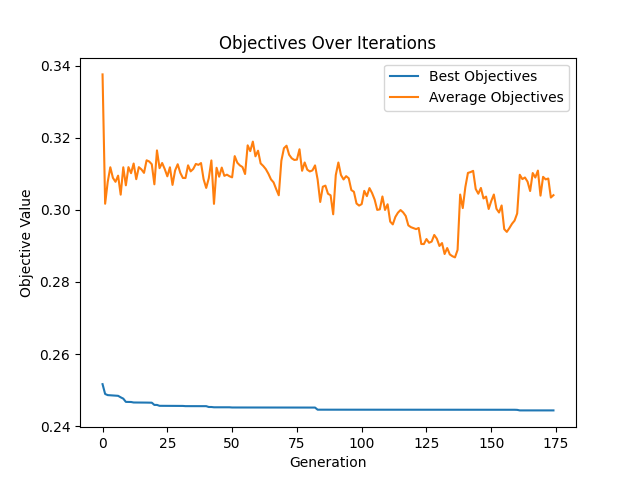 Objectives Over Iterations
Best Objectives
Average Objectives
Objective Value
0.34
0.32
0.30
0.28
0.26
0.24
0 25 50 75 100 125 150 175
Generation